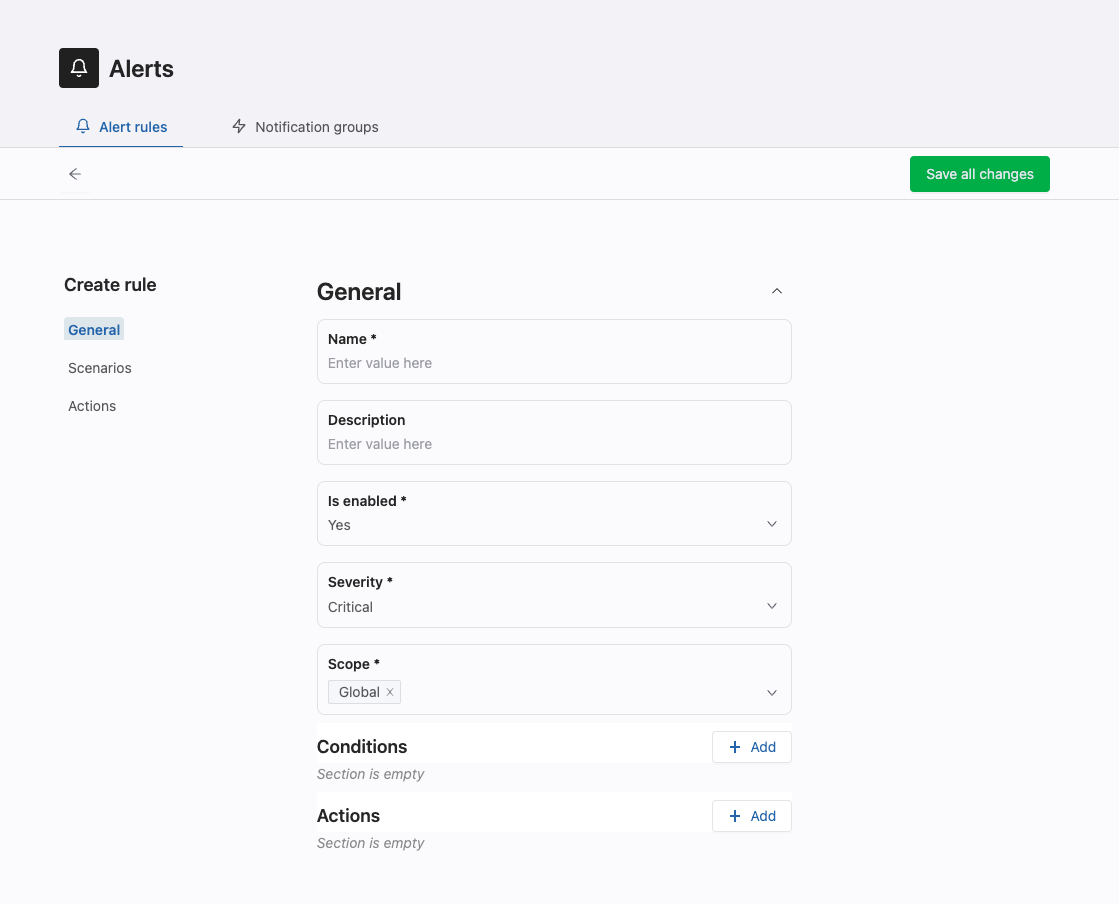 Alerts
Alert rules
Notification groups
Save all changes
Create rule
General
Scenarios
Actions
General
Name *
Enter value here
Description
Enter value here
Is enabled *
Yes
Severity *
Critical
Scope *
Global
Conditions
Add
Section is empty
Actions
Add
Section is empty